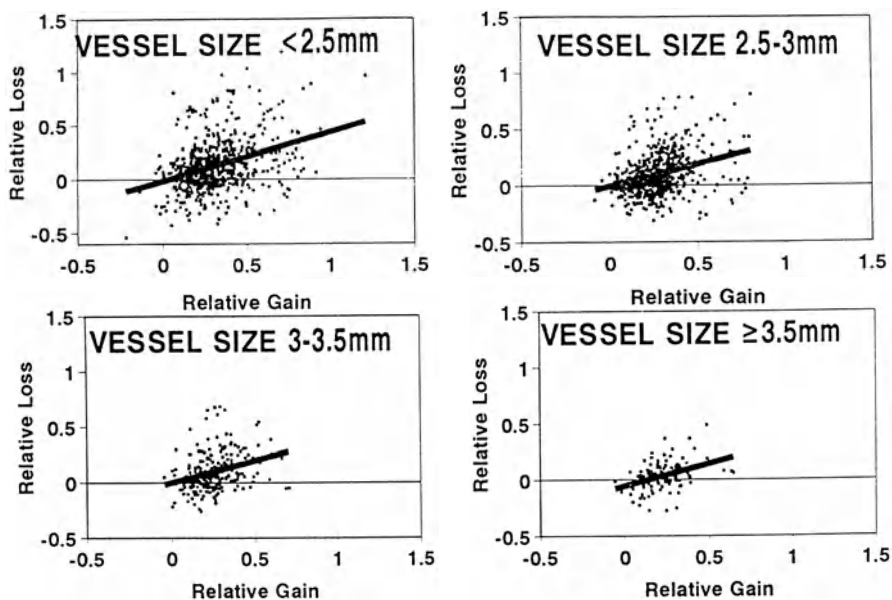 1.5
VESSEL SIZE <2.5mm
1
0.5
0
-0.5
-0.5 0 0.5 1 1.5
Relative Loss
Relative Gain
1.5
VESSEL SIZE 2.5-3mm
1
0.5
0
-0.5
-0.5 0 0.5 1 1.5
Relative Loss
Relative Gain
1.5
VESSEL SIZE 3-3.5mm
1
0.5
0
-0.5
0 0.5 1 1.5
Relative Loss
Relative Gain
1.5
VESSEL SIZE ≥3.5mm
1
0.5
0
-0.5
0 0.5 1 1.5
Relative Loss
Relative Gain